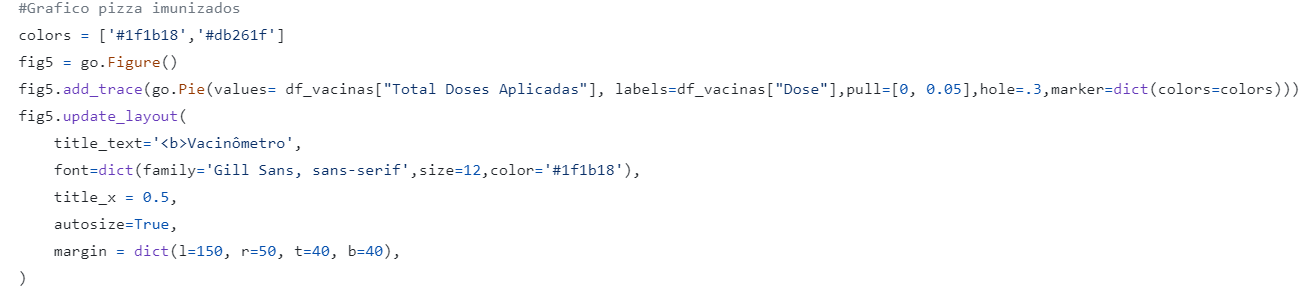 #Grafico pizza imunizados
colors = ['#1f1b18','#db261f']
fig5 = go.Figure()
fig5.add_trace(go.Pie(values= df_vacinas["Total Doses Aplicadas"], labels=df_vacinas["Dose"],pull=[0, 0.05],hole=.3,marker=dict(colors=colors)))
fig5.update_layout(
    title_text='<b>Vacinômetro',
    font=dict(family='Gill Sans, sans-serif',size=12,color='#1f1b18'),
    title_x = 0.5,
    autosize=True,
    margin = dict(l=150, r=50, t=40, b=40),
)